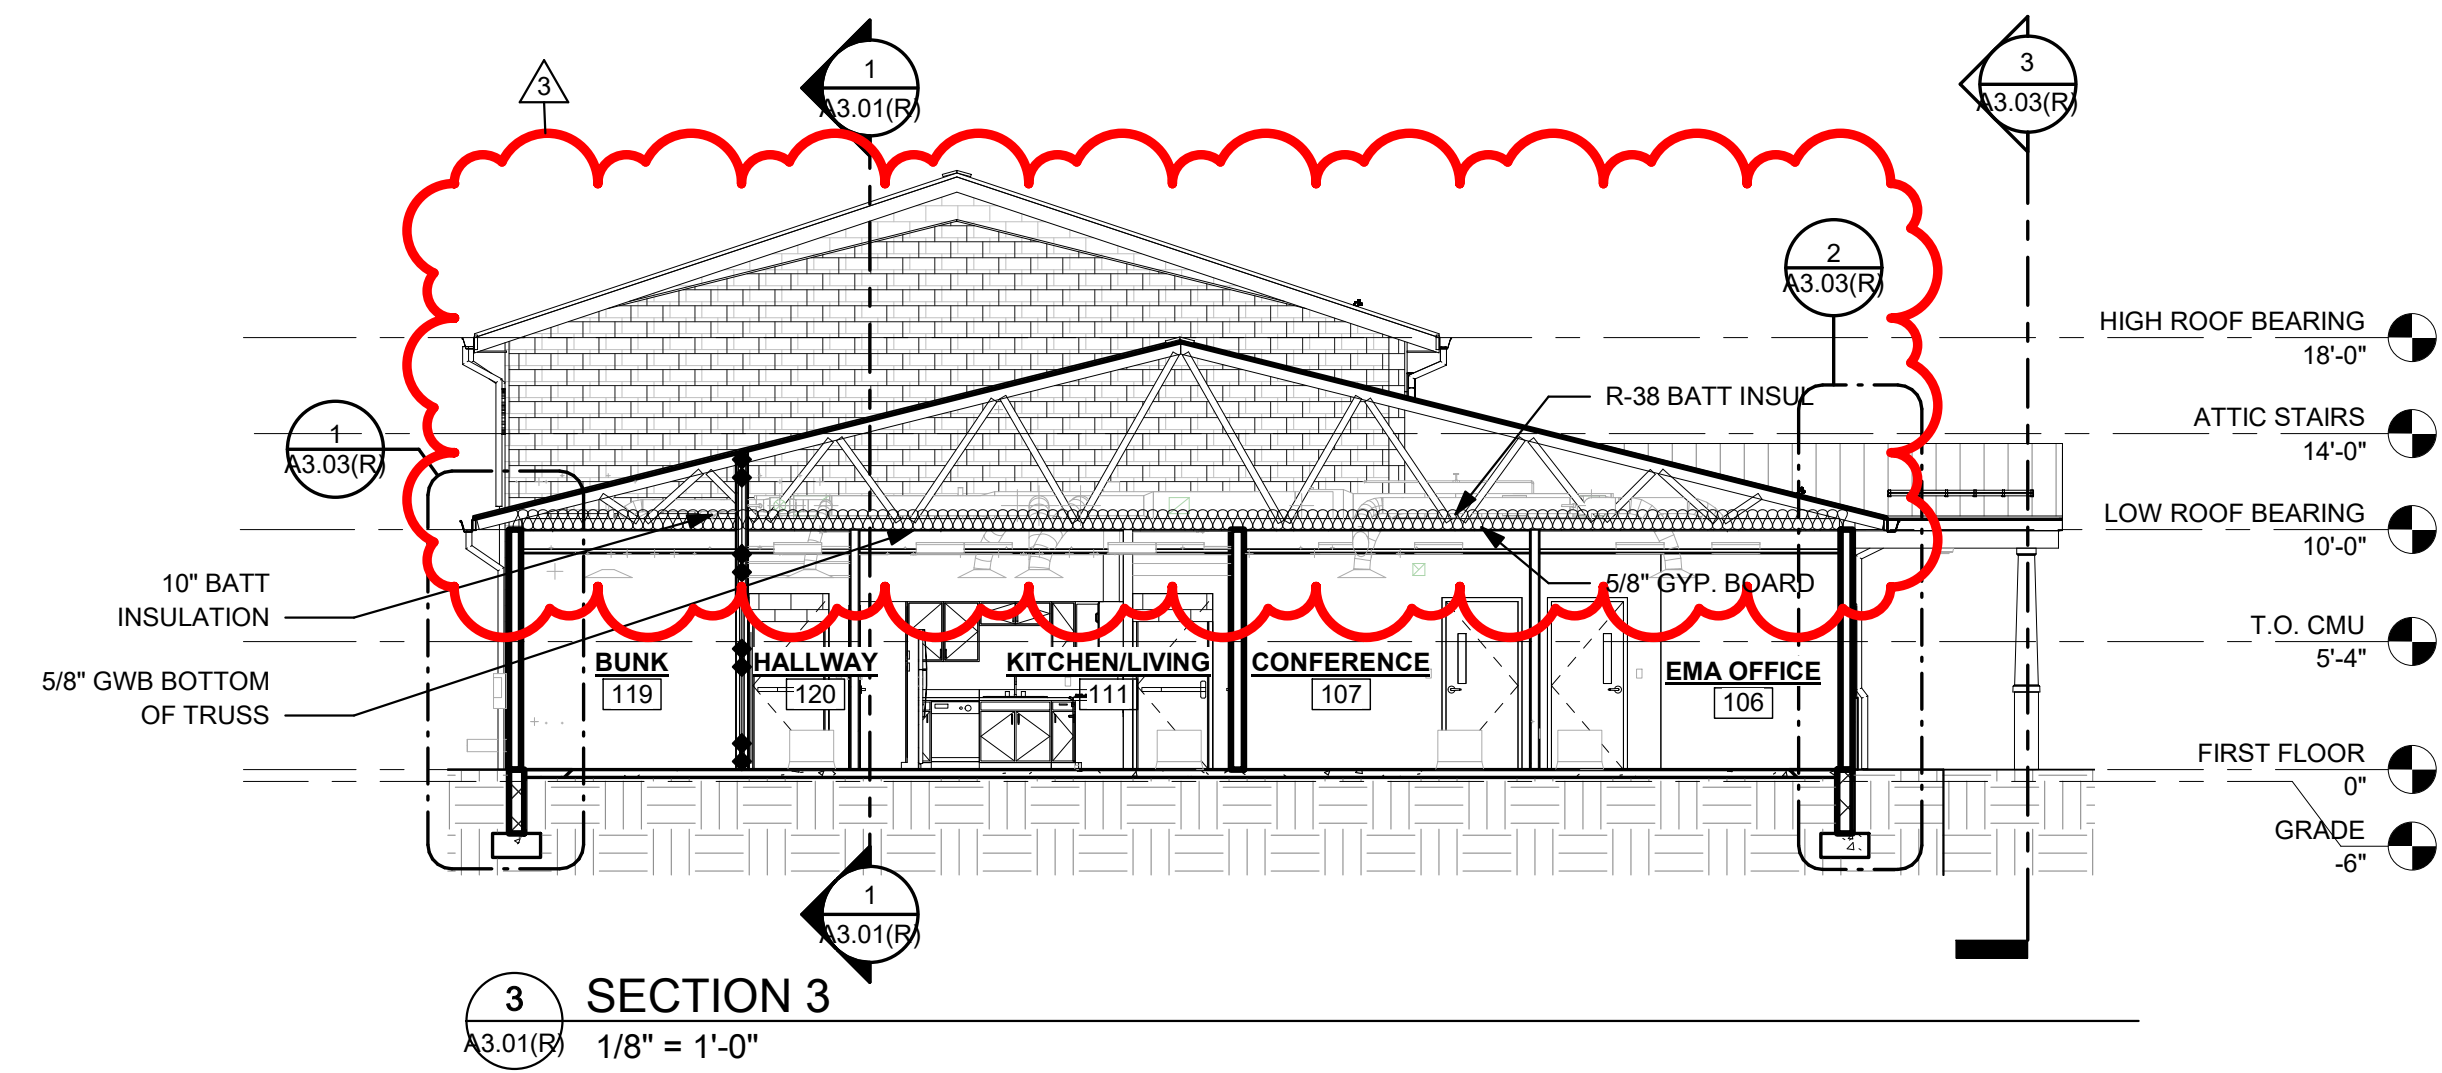 1
A3.01(R)
3
A3.03(R)
3
2
A3.03(R)
HIGH ROOF BEARING
18'-0"
R-38 BATT INSUL
ATTIC STAIRS
14'-0"
1
A3.03(R)
LOW ROOF BEARING
10'-0"
10" BATT
INSULATION
5/8" GYP. BOARD
T.O. CMU
5'-4"
5/8" GWB BOTTOM
OF TRUSS
BUNK
119
HALLWAY
120
KITCHEN/LIVING
111
CONFERENCE
107
EMA OFFICE
106
FIRST FLOOR
0"
GRADE
-6"
1
A3.01(R)
3
A3.01(R)
SECTION 3
1/8" = 1'-0"